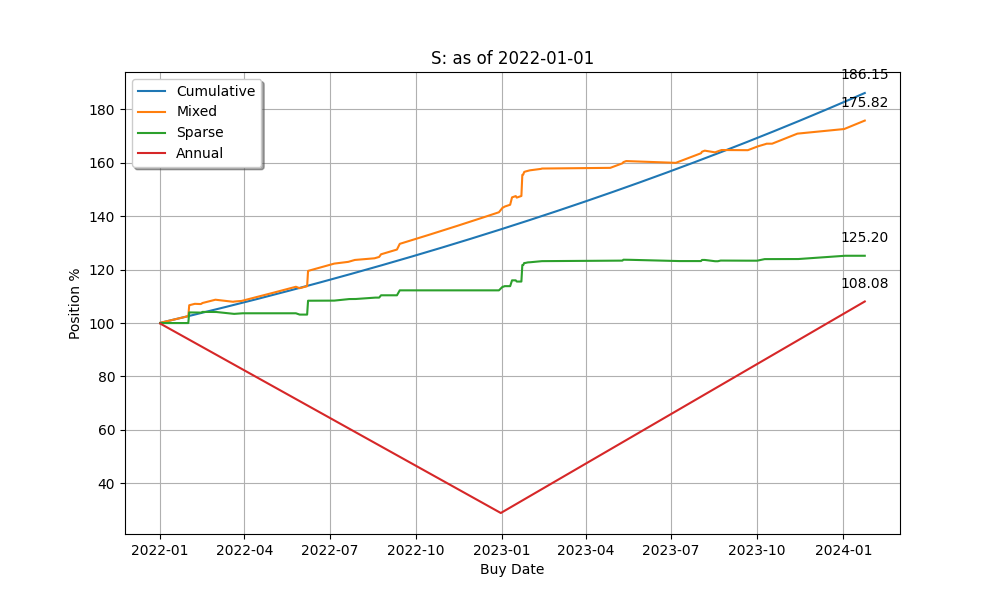 S: as of 2022-01-01
Cumulative
Mixed
Sparse
Annual
186.15
175.82
125.20
108.08
180
160
140
120
100
80
60
40
Position %
2022-01 2022-04 2022-07 2022-10 2023-01 2023-04 2023-07 2023-10 2024-01
Buy Date